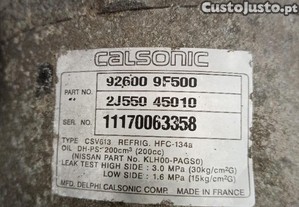 CustoJusto.pt
CALSONIC
PART NO. 92600 9F500
2J550 45010
SER NO. 11170063358
TYPE CSV613 REFRIG. HFC-134a
OIL DH-PS: 200cm³ (200cc)
(NISSAN PART No. KLH00-PAGS0)
LEAK TEST HIGH SIDE: 3.0 MPa (30kg/cm²G)
LOW SIDE: 1.6 MPa (15kg/cm²G)
MFD. DELPHI CALSONIC COMP. MADE IN FRANCE